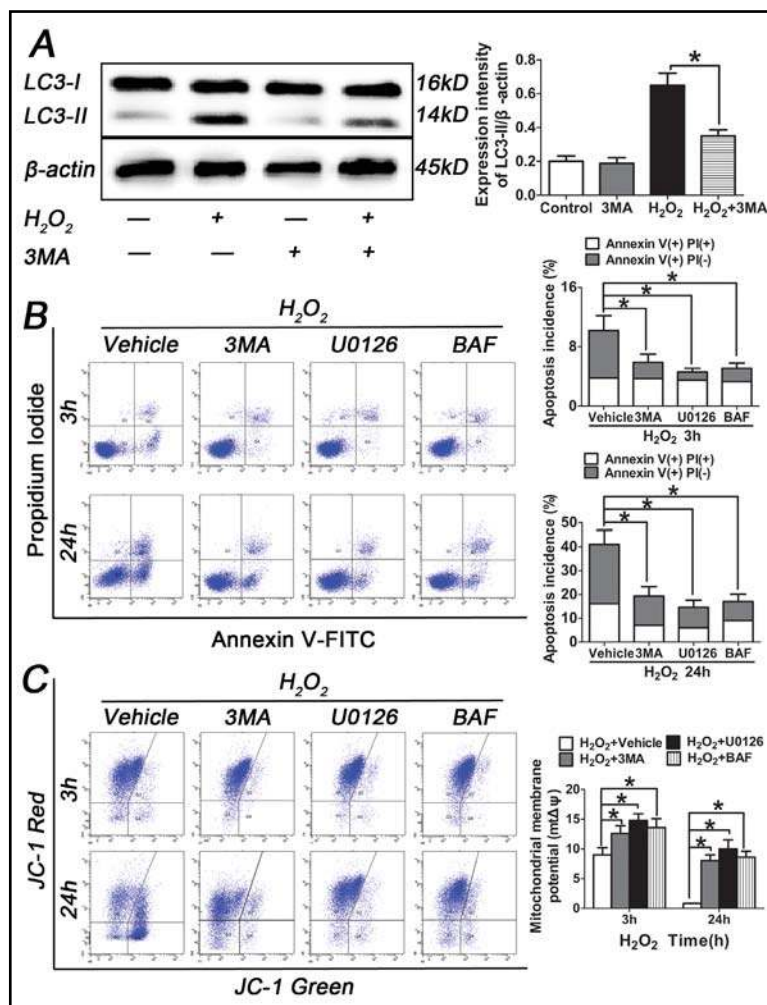 A
LC3-I
16kD
LC3-II
14kD
β-actin
45kD
H₂O₂ — + — +
3MA — — + +
Expression intensity
of LC3-II/β -actin
0.8
0.6
0.4
0.2
0.0
*
Control 3MA H₂O₂ H₂O₂+3MA
B
H₂O₂
Vehicle 3MA U0126 BAF
3h
24h
Propidium Iodide
Annexin V-FITC
Annexin V(+) PI(+)
Annexin V(+) PI(-)
Apoptosis incidence (%)
16
8
0
* * *
Vehicle 3MA U0126 BAF
H₂O₂ 3h
Annexin V(+) PI(+)
Annexin V(+) PI(-)
Apoptosis incidence (%)
50
40
30
20
10
0
* * *
Vehicle 3MA U0126 BAF
H₂O₂ 24h
C
H₂O₂
Vehicle 3MA U0126 BAF
3h
24h
JC-1 Red
JC-1 Green
H₂O₂+Vehicle H₂O₂+U0126
H₂O₂+3MA H₂O₂+BAF
Mitochondrial membrane
potential (mtΔψ)
20
15
10
5
0
* * *
* * *
3h 24h
H₂O₂ Time(h)